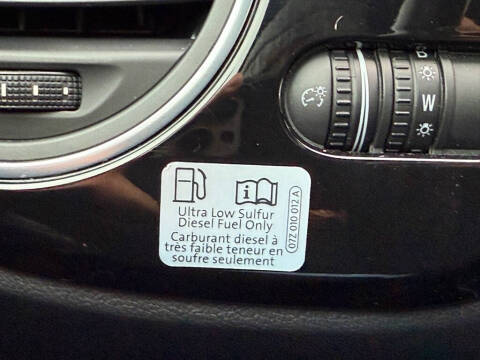 W
Ultra Low Sulfur
Diesel Fuel Only
Carburant diesel à
très faible teneur en
soufre seulement
07Z 010 012 A